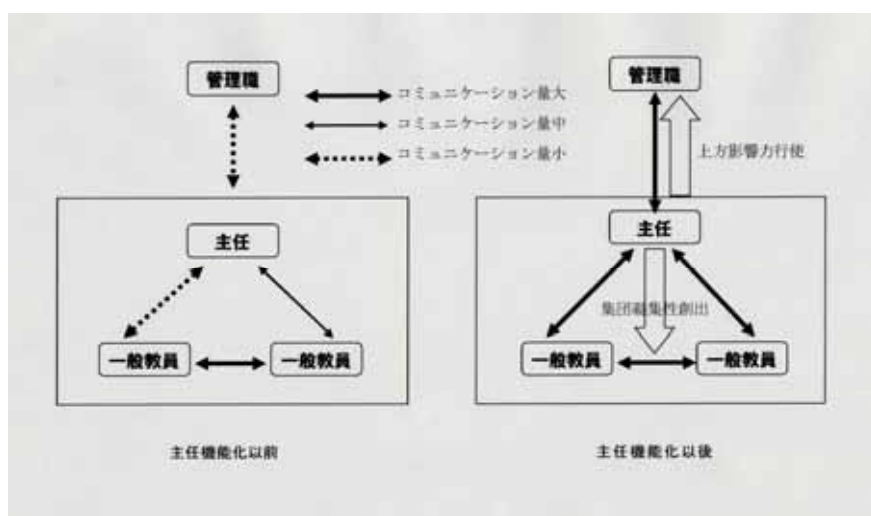 管理職
コミュニケーション量大
コミュニケーション量中
コミュニケーション量小
主任
一般教員
一般教員
主任機能化以前
管理職
上方影響力行使
主任
集団凝集性創出
一般教員
一般教員
主任機能化以後